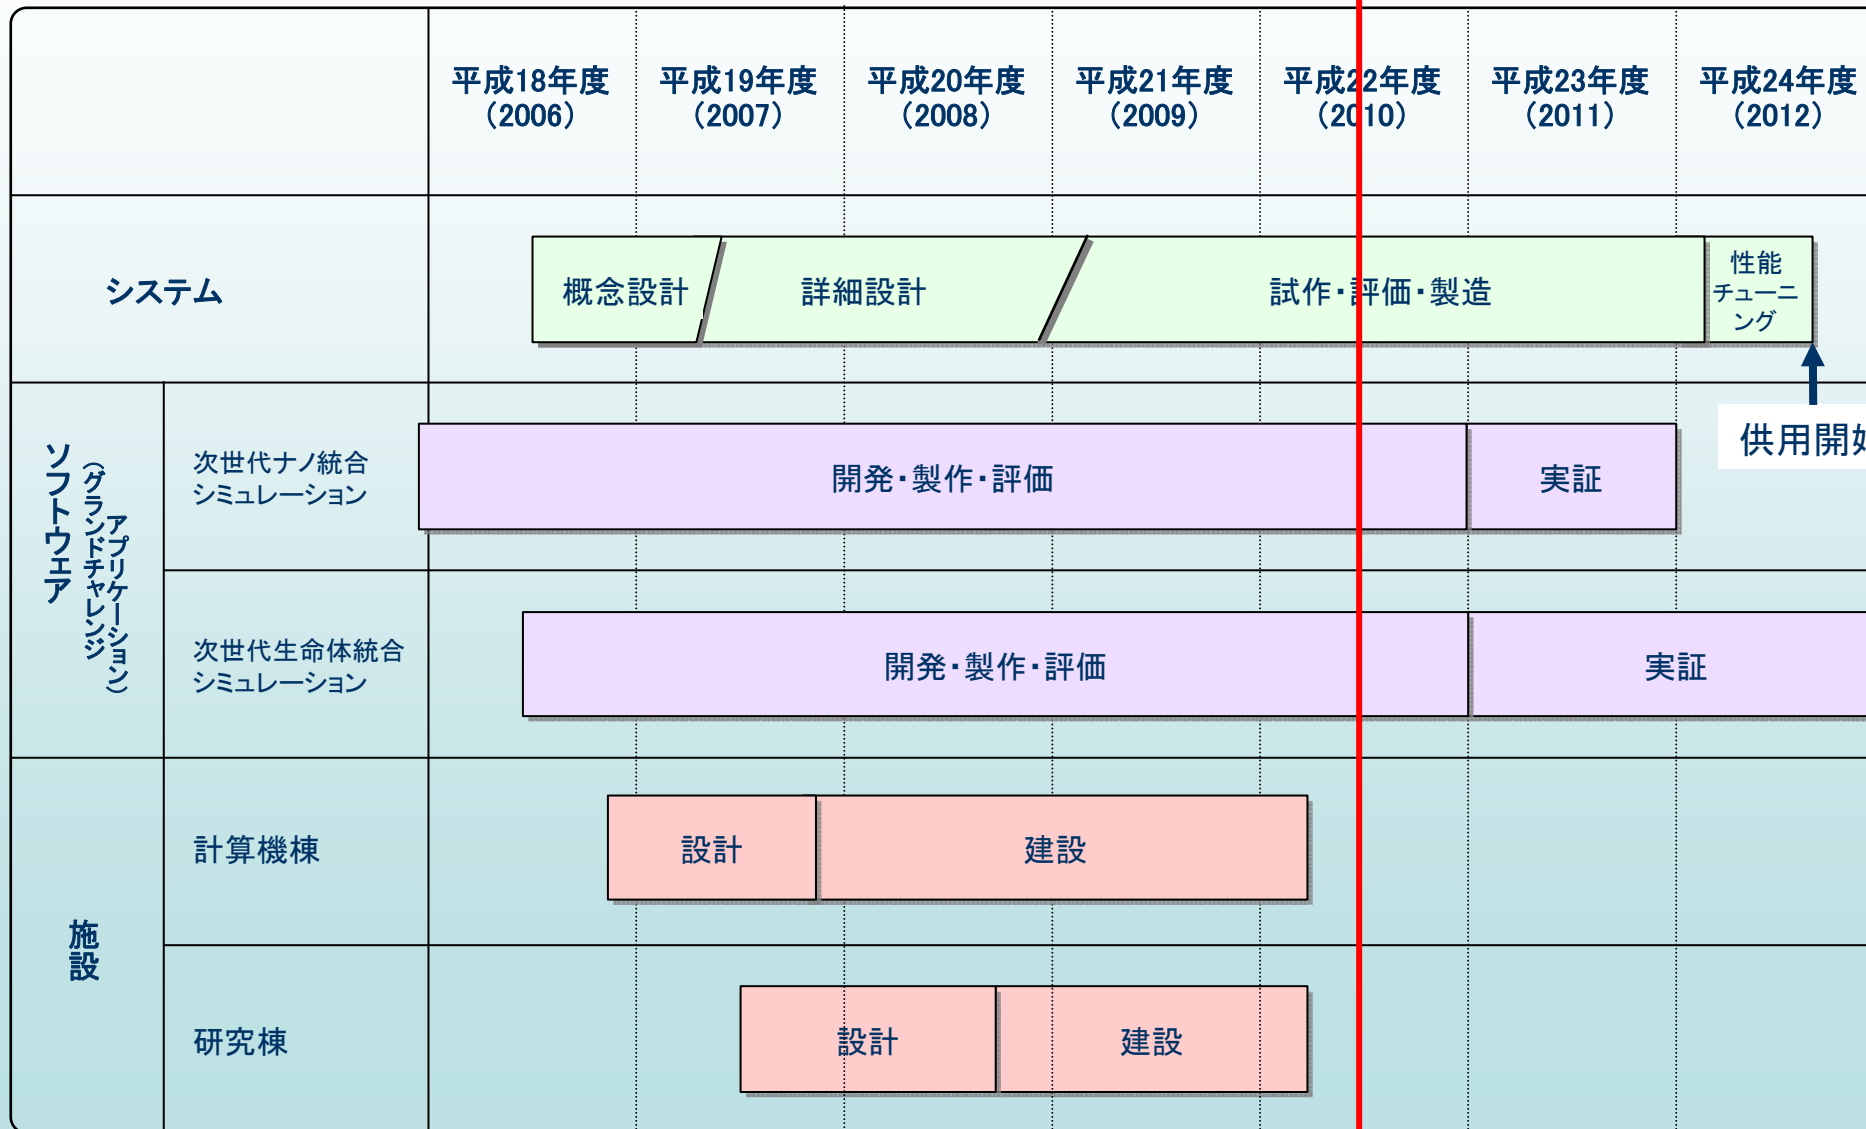 平成18年度
(2006)
平成19年度
(2007)
平成20年度
(2008)
平成21年度
(2009)
平成22年度
(2010)
平成23年度
(2011)
平成24年度
(2012)
システム
概念設計
詳細設計
試作・評価・製造
性能
チューニ
ング
供用開始
ソフトウェア
(グランドチャレンジ
アプリケーション)
次世代ナノ統合
シミュレーション
開発・製作・評価
実証
次世代生命体統合
シミュレーション
開発・製作・評価
実証
施設
計算機棟
設計
建設
研究棟
設計
建設